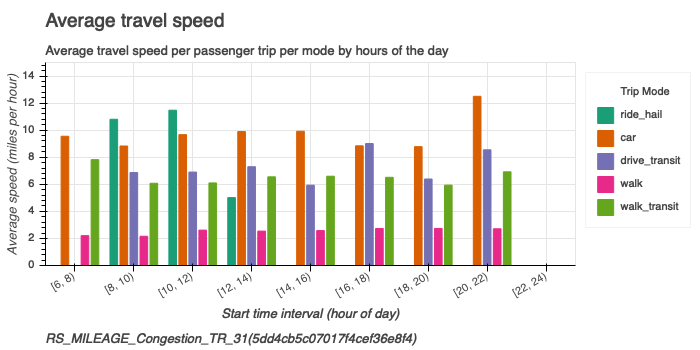 Average travel speed
Average travel speed per passenger trip per mode by hours of the day
Average speed (miles per hour)
14
12
10
8
6
4
2
0
[6, 8)
[8, 10)
[10, 12)
[12, 14)
[14, 16)
[16, 18)
[18, 20)
[20, 22)
[22, 24)
Start time interval (hour of day)
Trip Mode
ride_hail
car
drive_transit
walk
walk_transit
RS_MILEAGE_Congestion_TR_31(5dd4cb5c07017f4cef36e8f4)